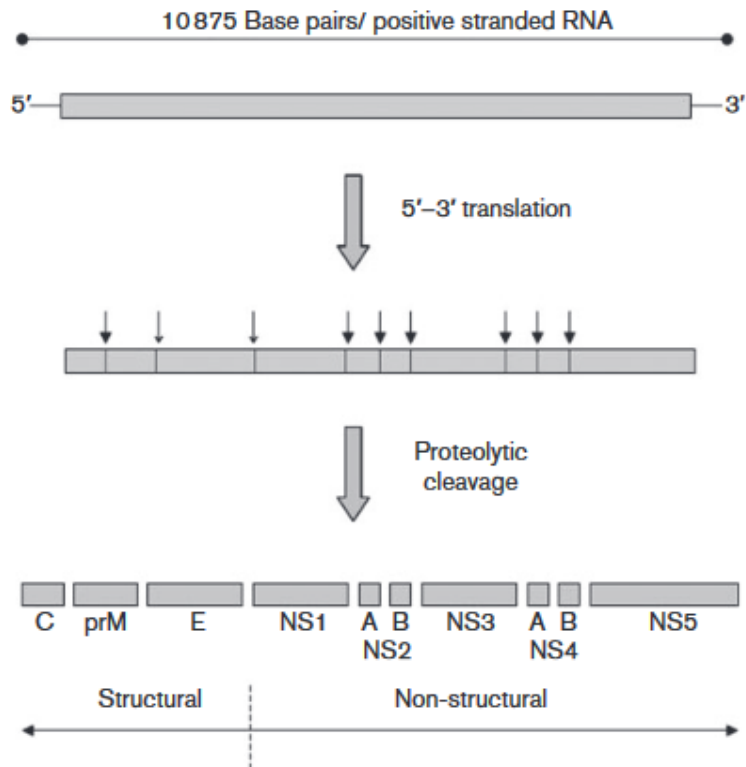 10 875 Base pairs/ positive stranded RNA
5′ 3′
5′–3′ translation
Proteolytic
cleavage
C prM E NS1 A B NS3 A B NS5
NS2 NS4
Structural Non-structural